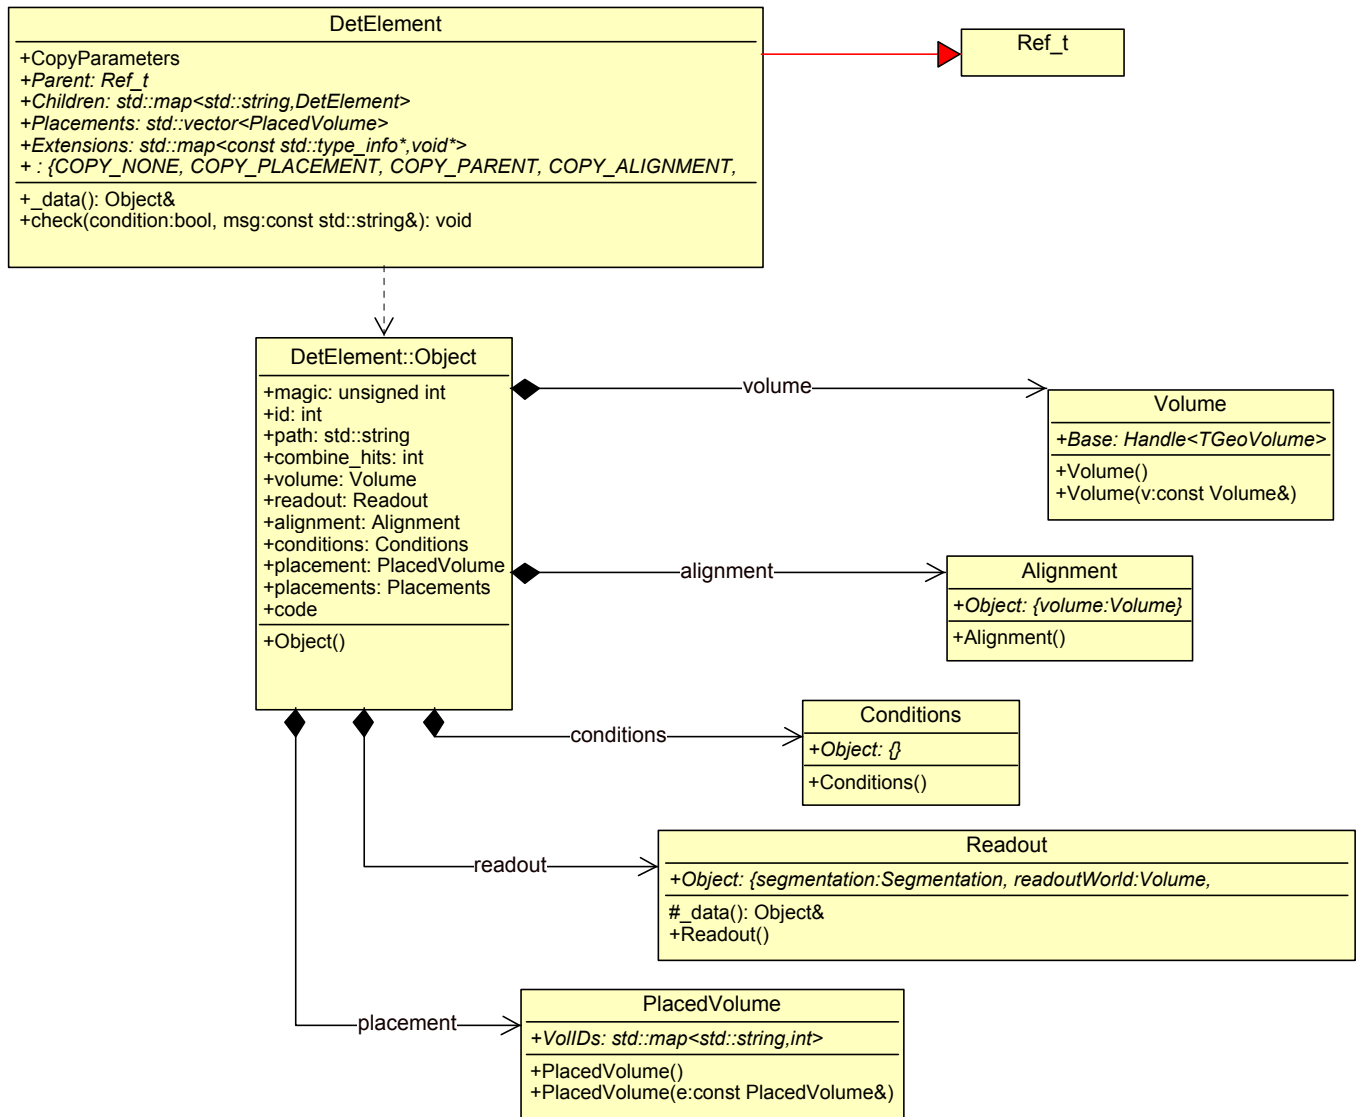 DetElement
+CopyParameters
+Parent: Ref_t
+Children: std::map<std::string,DetElement>
+Placements: std::vector<PlacedVolume>
+Extensions: std::map<const std::type_info*,void*>
+ : {COPY_NONE, COPY_PLACEMENT, COPY_PARENT, COPY_ALIGNMENT,
+_data(): Object&
+check(condition:bool, msg:const std::string&): void
Ref_t
DetElement::Object
+magic: unsigned int
+id: int
+path: std::string
+combine_hits: int
+volume: Volume
+readout: Readout
+alignment: Alignment
+conditions: Conditions
+placement: PlacedVolume
+placements: Placements
+code
+Object()
volume
Volume
+Base: Handle<TGeoVolume>
+Volume()
+Volume(v:const Volume&)
alignment
Alignment
+Object: {volume:Volume}
+Alignment()
conditions
Conditions
+Object: {}
+Conditions()
readout
Readout
+Object: {segmentation:Segmentation, readoutWorld:Volume,
#_data(): Object&
+Readout()
placement
PlacedVolume
+VolIDs: std::map<std::string,int>
+PlacedVolume()
+PlacedVolume(e:const PlacedVolume&)